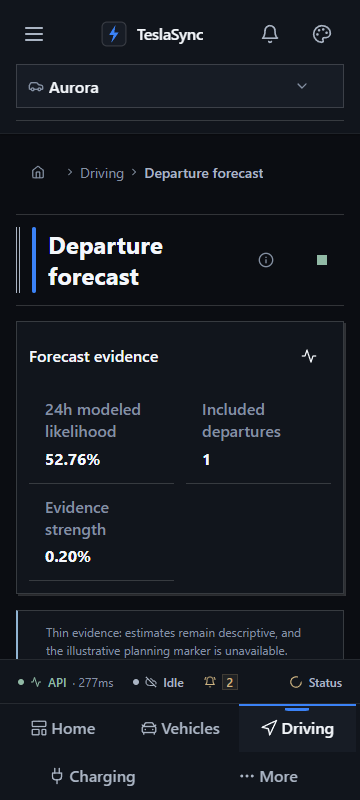 TeslaSync
Aurora
Driving
Departure forecast
Departure
forecast
Forecast evidence
24h modeled
likelihood
52.76%
Included
departures
1
Evidence
strength
0.20%
Thin evidence: estimates remain descriptive, and
the illustrative planning marker is unavailable.
API · 277ms
Idle
2
Status
Home
Vehicles
Driving
Charging
More